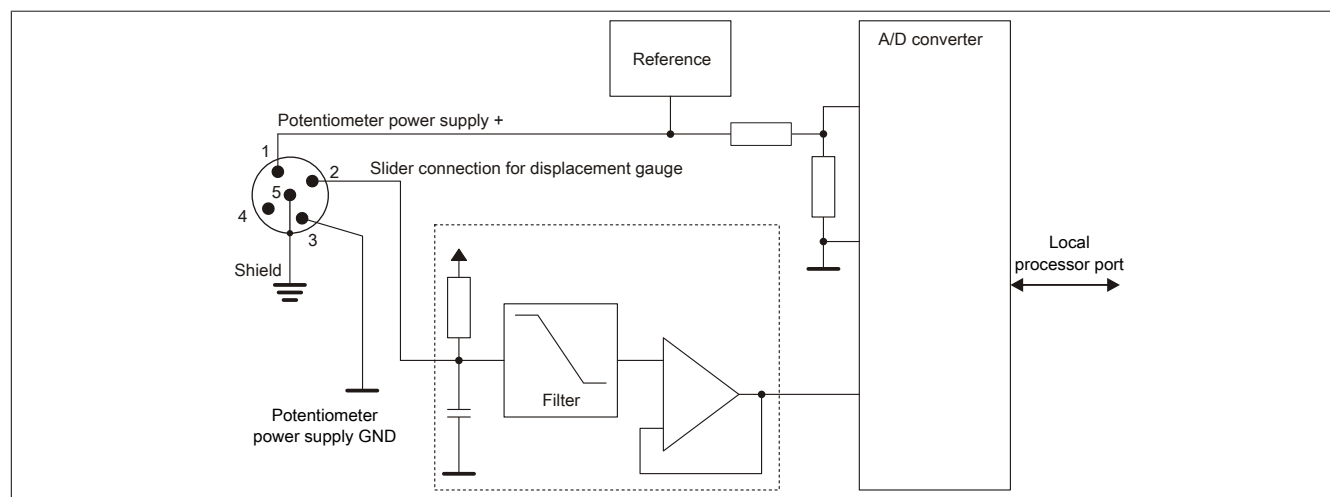 A/D converter
Reference
Potentiometer power supply +
1
2
Slider connection for displacement gauge
5
4
3
Shield
Local
processor port
Filter
Potentiometer
power supply GND